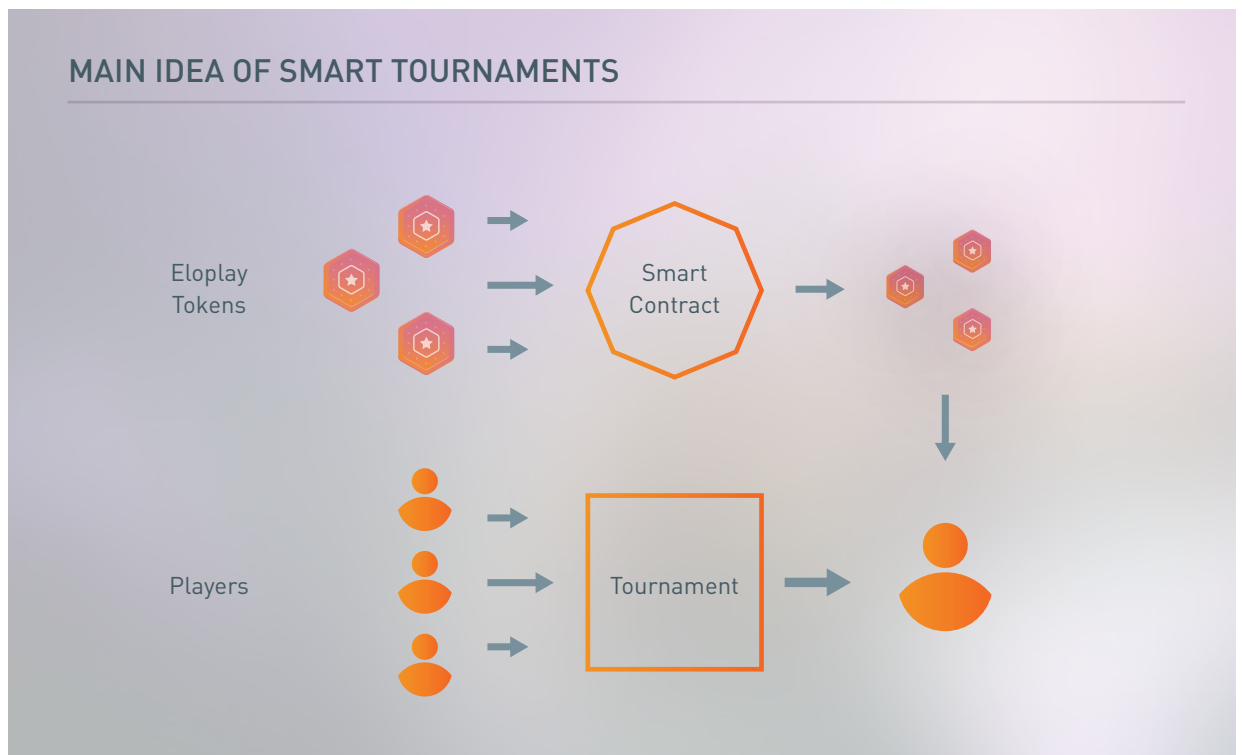 MAIN IDEA OF SMART TOURNAMENTS
Eloplay
Tokens
Smart
Contract
Players
Tournament